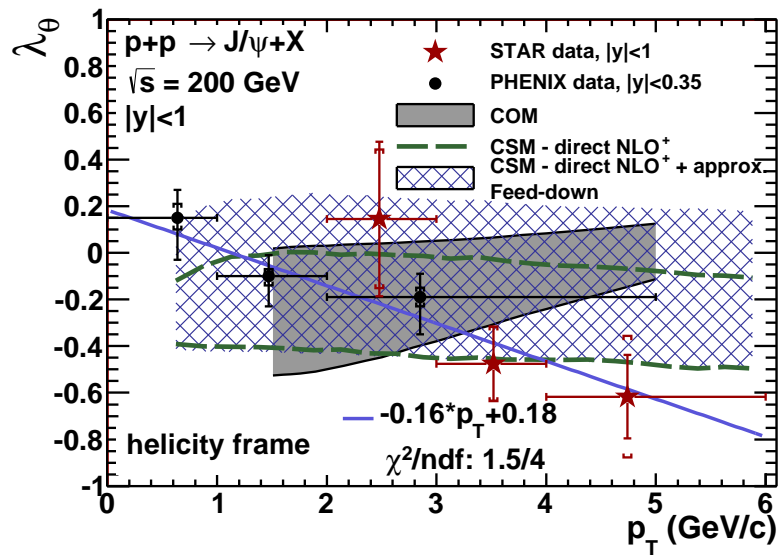 λθ
1
0.8
0.6
0.4
0.2
0
-0.2
-0.4
-0.6
-0.8
-1
p+p → J/ψ+X
√s = 200 GeV
|y|<1
STAR data, |y|<1
PHENIX data, |y|<0.35
COM
CSM - direct NLO⁺
CSM - direct NLO⁺ + approx.
Feed-down
-0.16*p_T+0.18
χ²/ndf: 1.5/4
helicity frame
0 1 2 3 4 5 6
p_T (GeV/c)